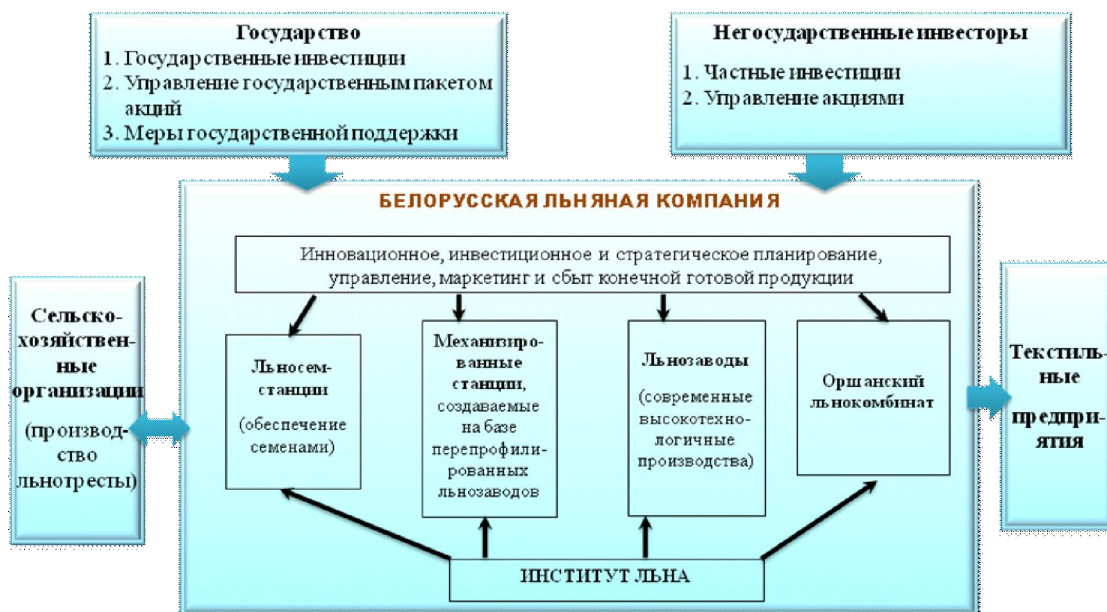 Государство
1. Государственные инвестиции
2. Управление государственным пакетом
акций
3. Меры государственной поддержки
Негосударственные инвесторы
1. Частные инвестиции
2. Управление акциями
БЕЛОРУССКАЯ ЛЬНЯНАЯ КОМПАНИЯ
Инновационное, инвестиционное и стратегическое планирование,
управление, маркетинг и сбыт конечной готовой продукции
Сельско-
хозяйствен-
ные
организации
(производ-
ство
льнотресты)
Льносем-
станции
(обеспечение
семенами)
Механизиро-
ванные
станции,
создаваемые
на базе
перепрофили-
рованных
льнозаводов
Льнозаводы
(современные
высокотехно-
логичные
производства)
Оршанский
льнокомбинат
Текстиль-
ные
предпри-
ятия
ИНСТИТУТ ЛЬНА